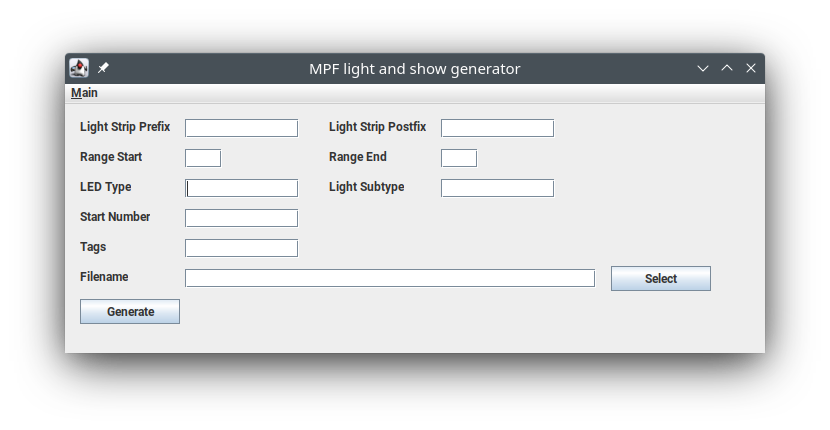 MPF light and show generator
Main
Light Strip Prefix Light Strip Postfix
Range Start Range End
LED Type Light Subtype
Start Number
Tags
Filename Select
Generate